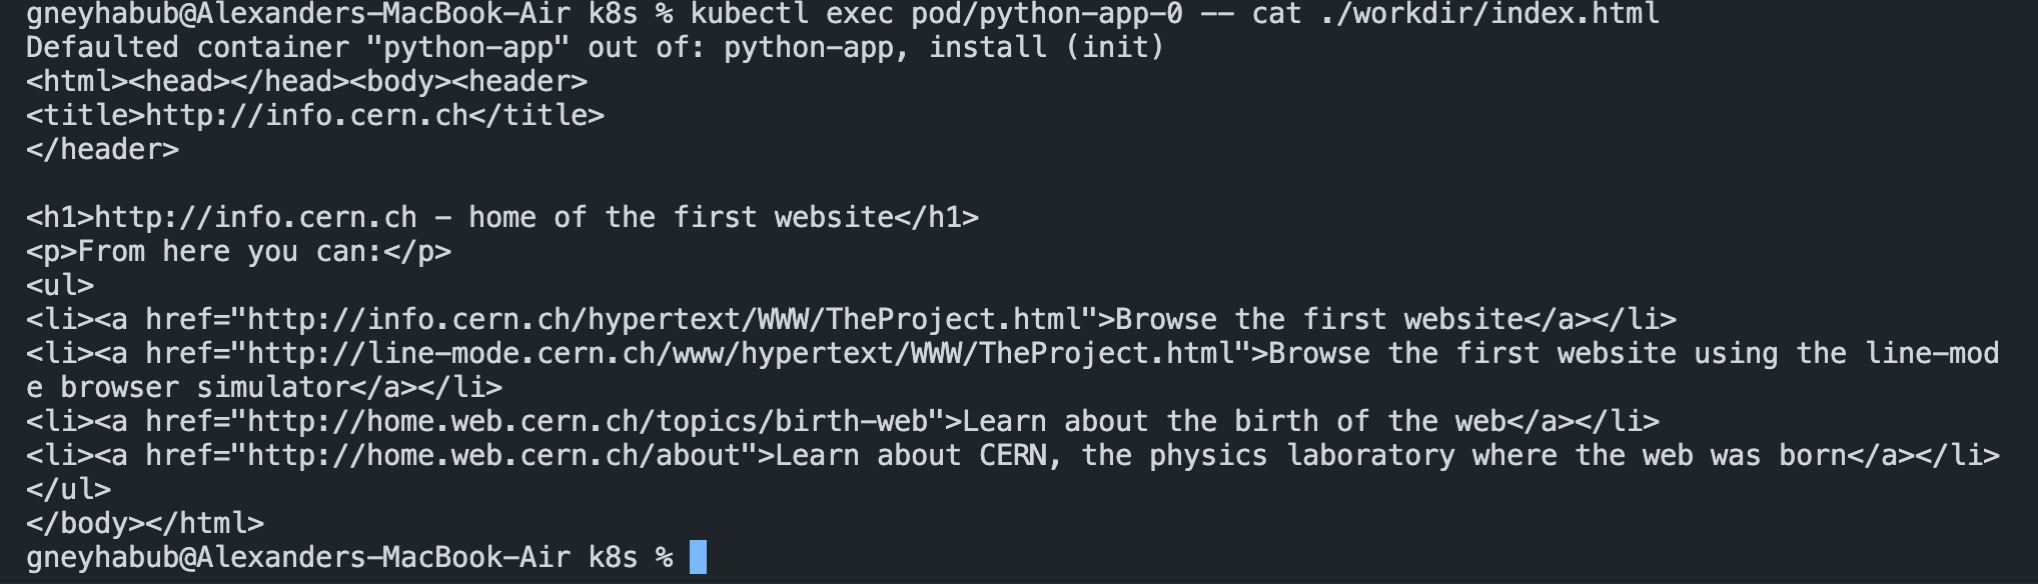 gneyhabub@Alexanders-MacBook-Air k8s % kubectl exec pod/python-app-0 -- cat ./workdir/index.html
Defaulted container "python-app" out of: python-app, install (init)
<html><head></head><body><header>
<title>http://info.cern.ch</title>
</header>

<h1>http://info.cern.ch - home of the first website</h1>
<p>From here you can:</p>
<ul>
<li><a href="http://info.cern.ch/hypertext/WWW/TheProject.html">Browse the first website</a></li>
<li><a href="http://line-mode.cern.ch/www/hypertext/WWW/TheProject.html">Browse the first website using the line-mod
e browser simulator</a></li>
<li><a href="http://home.web.cern.ch/topics/birth-web">Learn about the birth of the web</a></li>
<li><a href="http://home.web.cern.ch/about">Learn about CERN, the physics laboratory where the web was born</a></li>
</ul>
</body></html>
gneyhabub@Alexanders-MacBook-Air k8s %